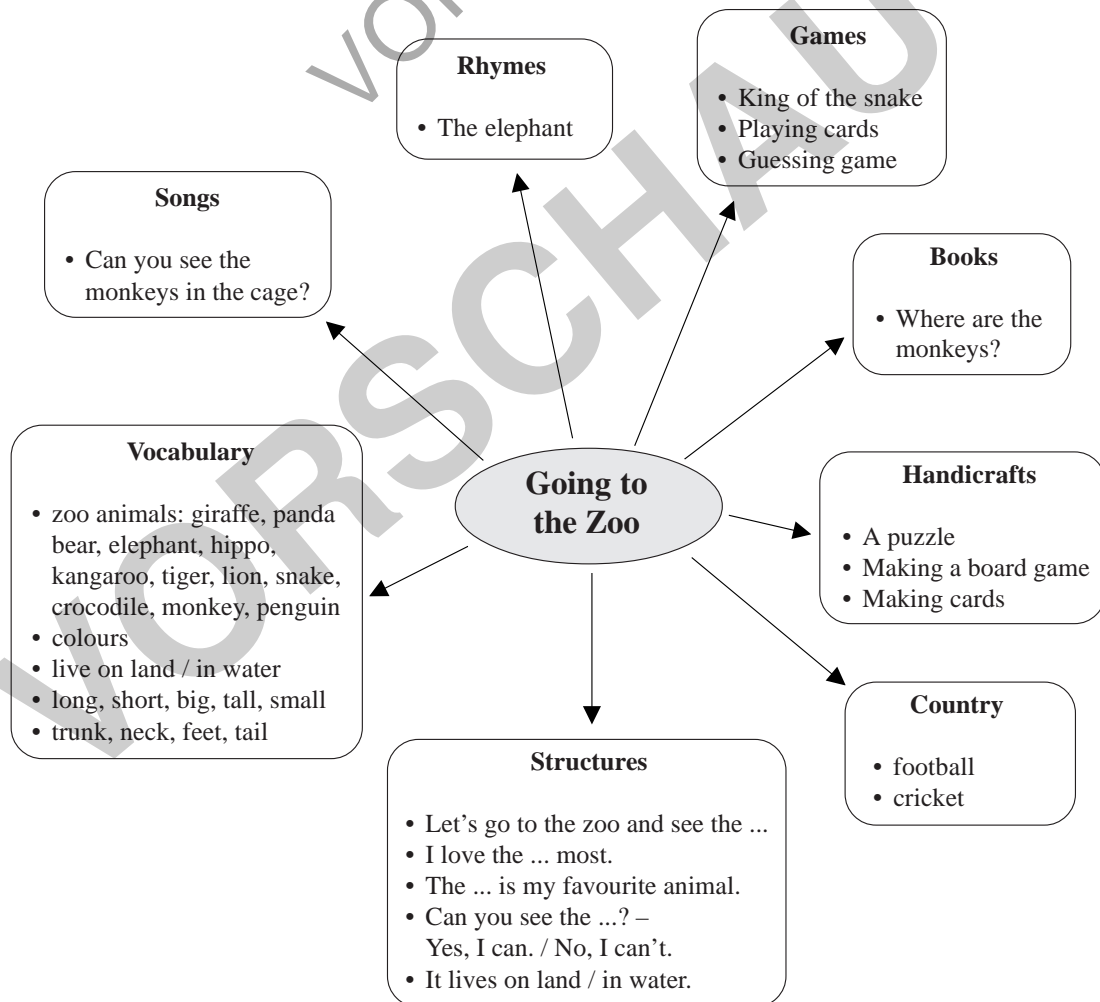 Games
• King of the snake
• Playing cards
• Guessing game
Rhymes
• The elephant
Songs
• Can you see the
monkeys in the cage?
Books
• Where are the
monkeys?
Going to
the Zoo
Vocabulary
• zoo animals: giraffe, panda
bear, elephant, hippo,
kangaroo, tiger, lion, snake,
crocodile, monkey, penguin
• colours
• live on land / in water
• long, short, big, tall, small
• trunk, neck, feet, tail
Handicrafts
• A puzzle
• Making a board game
• Making cards
Country
• football
• cricket
Structures
• Let's go to the zoo and see the ...
• I love the ... most.
• The ... is my favourite animal.
• Can you see the ...? –
Yes, I can. / No, I can't.
• It lives on land / in water.
VORSCHAU